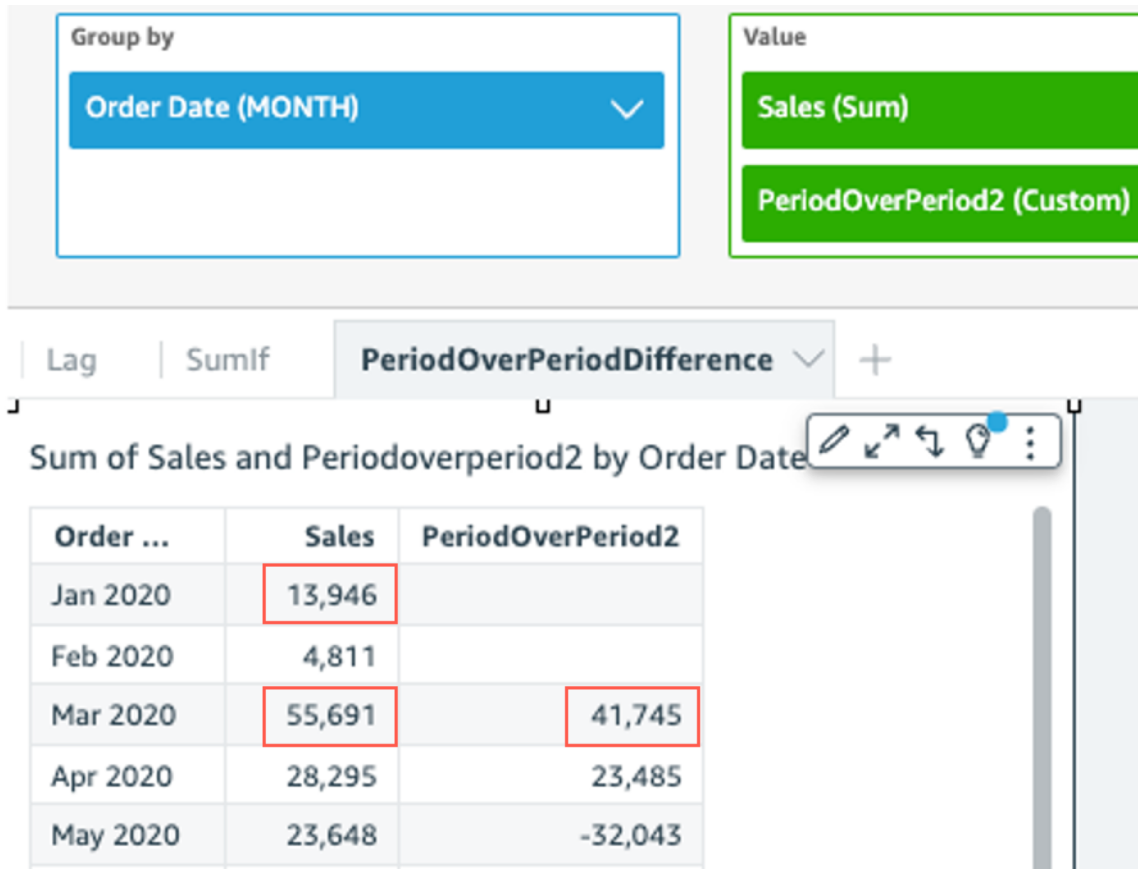 Group by
Value
Order Date (MONTH)
Sales (Sum)
PeriodOverPeriod2 (Custom)
Lag
SumIf
PeriodOverPeriodDifference
Sum of Sales and Periodoverperiod2 by Order Date
Order ... Sales PeriodOverPeriod2
Jan 2020 13,946
Feb 2020 4,811
Mar 2020 55,691 41,745
Apr 2020 28,295 23,485
May 2020 23,648 -32,043